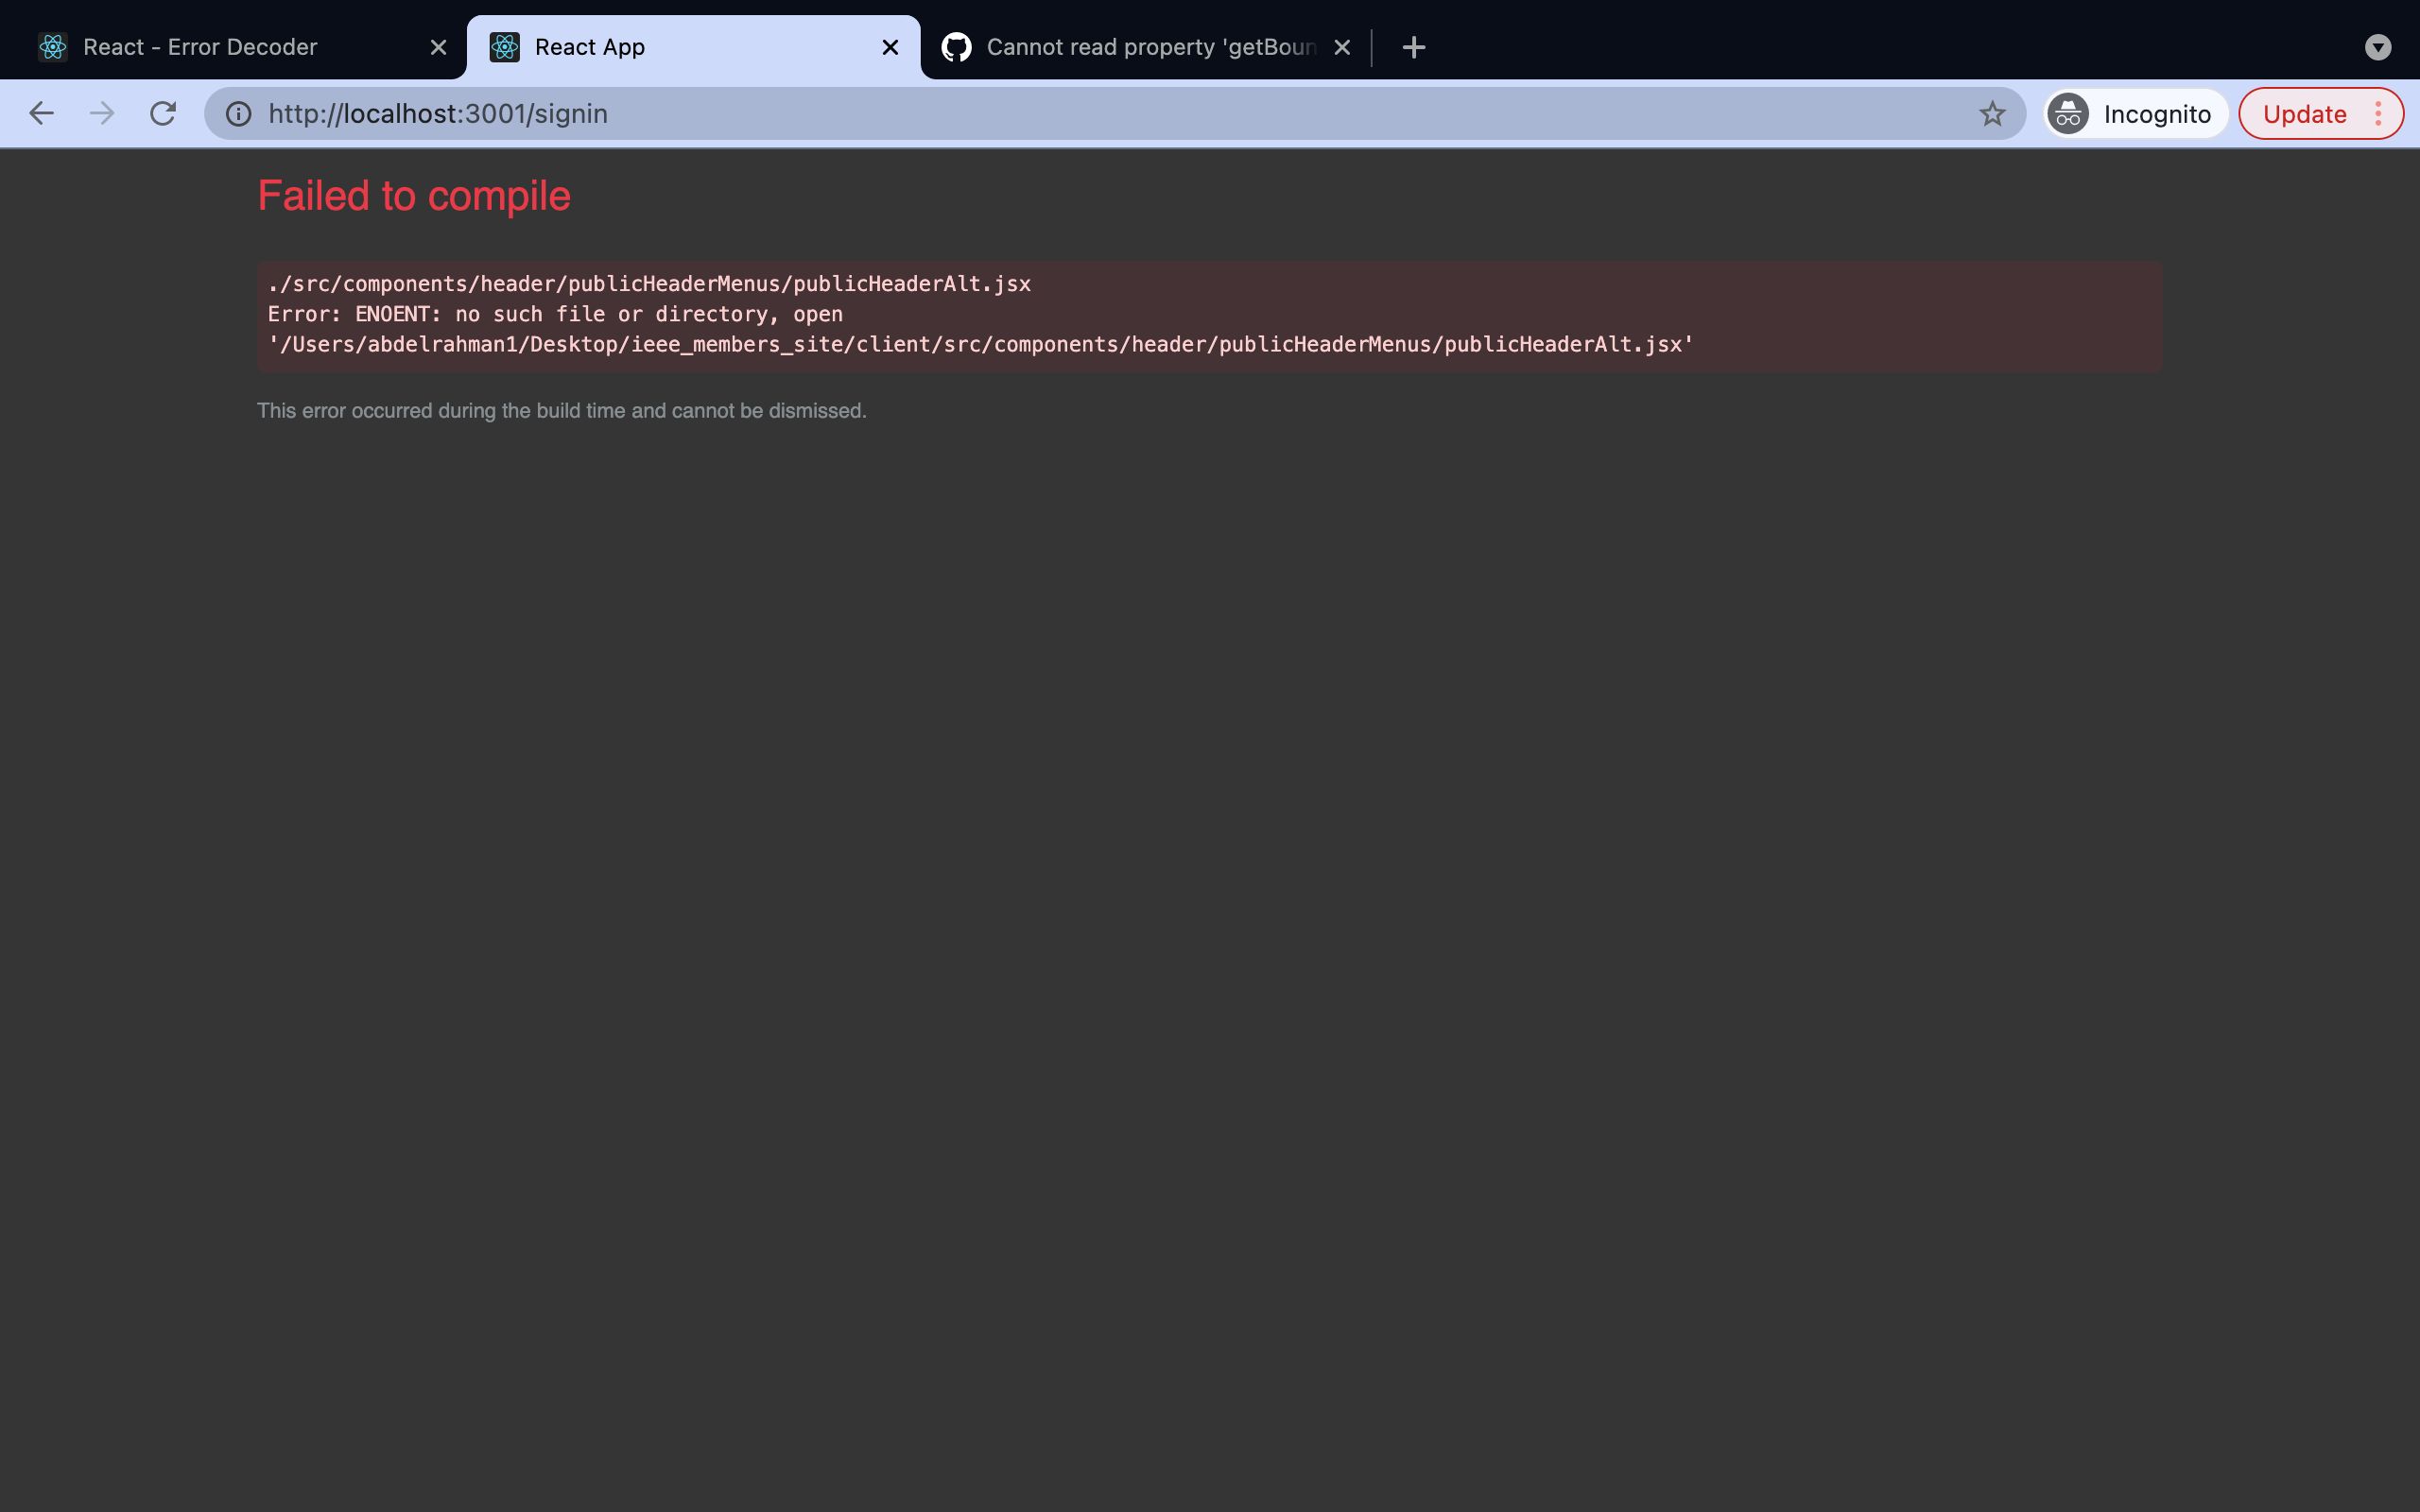 React - Error Decoder
React App
Cannot read property 'getBoun
http://localhost:3001/signin
Incognito
Update
Failed to compile
./src/components/header/publicHeaderMenus/publicHeaderAlt.jsx
Error: ENOENT: no such file or directory, open
'/Users/abdelrahman1/Desktop/ieee_members_site/client/src/components/header/publicHeaderMenus/publicHeaderAlt.jsx'
This error occurred during the build time and cannot be dismissed.